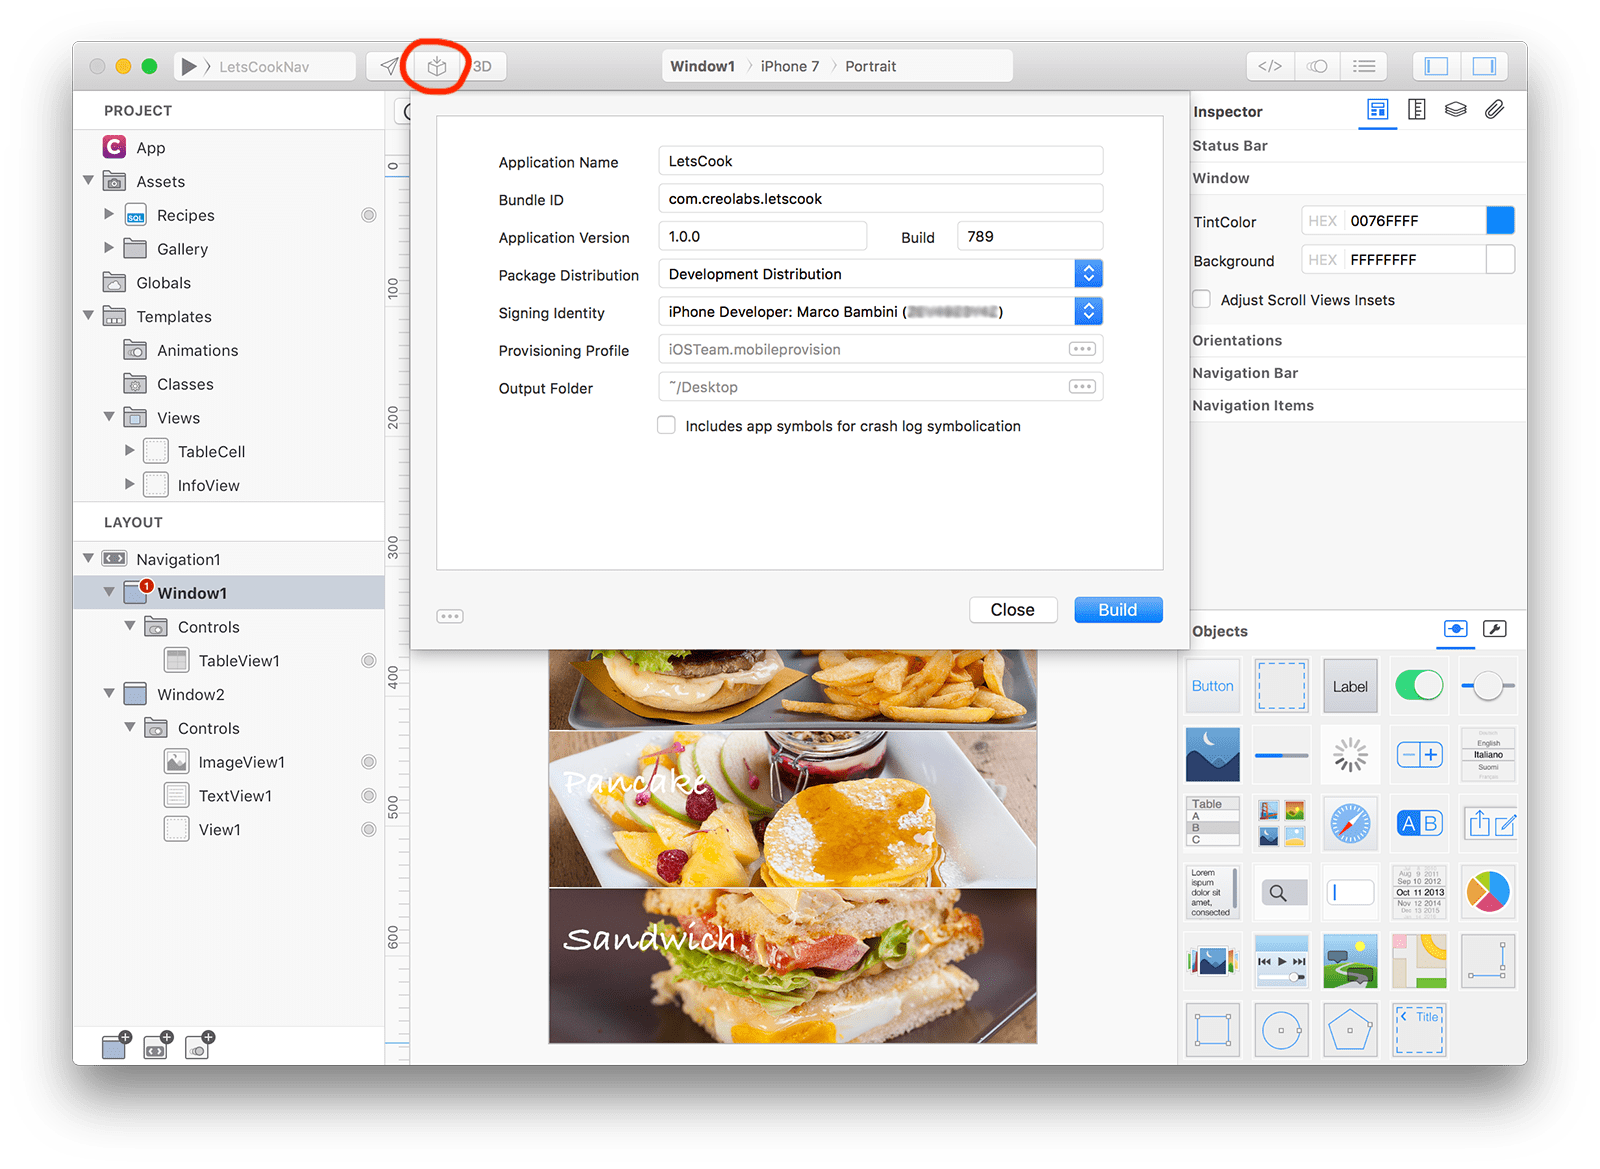 LetsCookNav
3D
Window1 iPhone 7 Portrait
</>
PROJECT
App
Assets
SQL Recipes
Gallery
Globals
Templates
Animations
Classes
Views
TableCell
InfoView
LAYOUT
Navigation1
1 Window1
Controls
TableView1
Window2
Controls
ImageView1
TextView1
View1
0
100
200
300
400
500
600
Application Name LetsCook
Bundle ID com.creolabs.letscook
Application Version 1.0.0 Build 789
Package Distribution Development Distribution
Signing Identity iPhone Developer: Marco Bambini ( )
Provisioning Profile iOSTeam.mobileprovision
Output Folder ~/Desktop
Includes app symbols for crash log symbolication
Close Build
Pancake
Sandwich
Inspector
Status Bar
Window
TintColor HEX 0076FFFF
Background HEX FFFFFFFF
Adjust Scroll Views Insets
Orientations
Navigation Bar
Navigation Items
Objects
Button Label
English
Italiano
Suomi
Table
A
B
C
A B
Lorem
ispum
dolor sit
amet,
consected
Aug 9 2011
Sep 10 2012
Oct 11 2013
Nov 12 2014
Dec 13 2015
Title